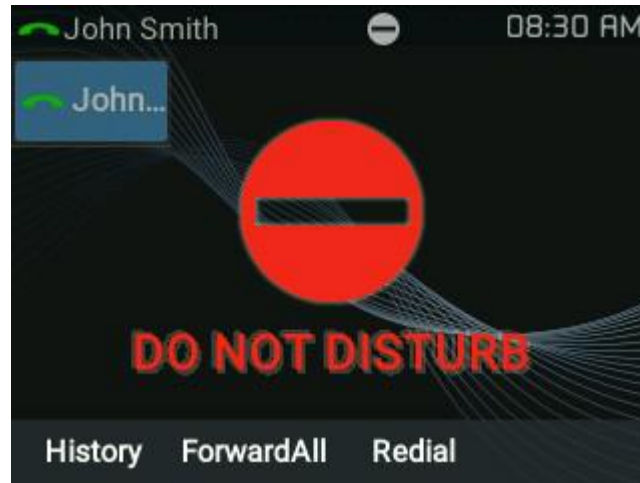 John Smith 08:30 AM
John...
DO NOT DISTURB
History ForwardAll Redial